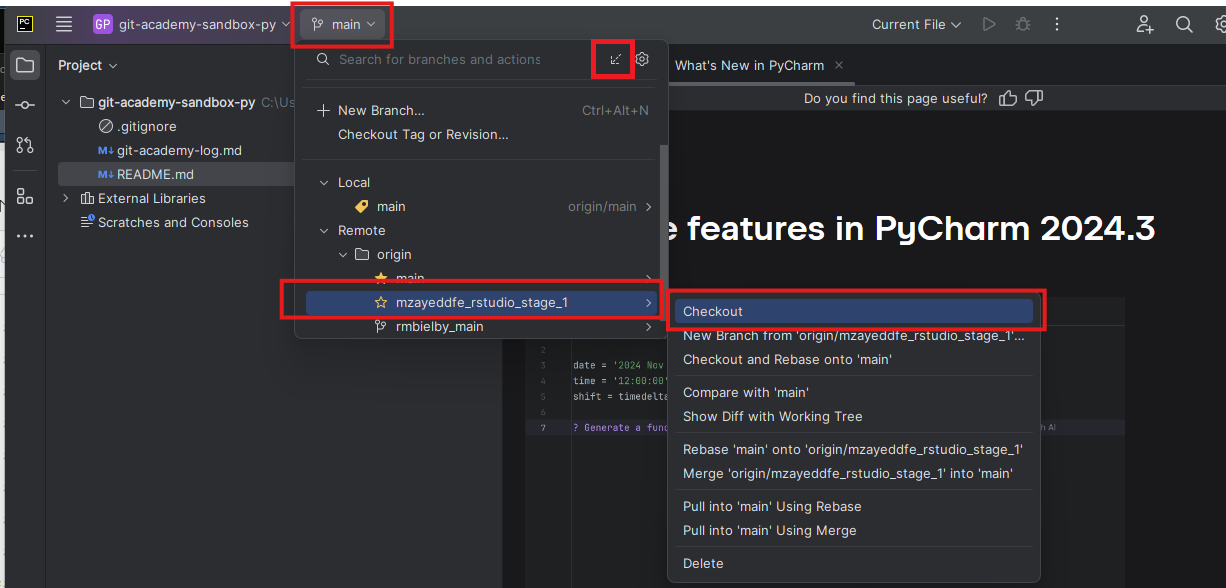 PC
GP git-academy-sandbox-py
main
Current File
Project
Search for branches and actions
What's New in PyCharm
git-academy-sandbox-py C:\Us
Do you find this page useful?
New Branch... Ctrl+Alt+N
.gitignore
Checkout Tag or Revision...
M↓ git-academy-log.md
M↓ README.md
Local
External Libraries
main origin/main
Scratches and Consoles
Remote
e features in PyCharm 2024.3
origin
main
mzayeddfe_rstudio_stage_1
rmbielby_main
Checkout
New Branch from 'origin/mzayeddfe_rstudio_stage_1'...
Checkout and Rebase onto 'main'
Compare with 'main'
Show Diff with Working Tree
Rebase 'main' onto 'origin/mzayeddfe_rstudio_stage_1'
Merge 'origin/mzayeddfe_rstudio_stage_1' into 'main'
Pull into 'main' Using Rebase
Pull into 'main' Using Merge
Delete
2
3 date = '2024 Nov
4 time = '12:00:00'
5 shift = timedelta
6
7 ? Generate a func
h AI